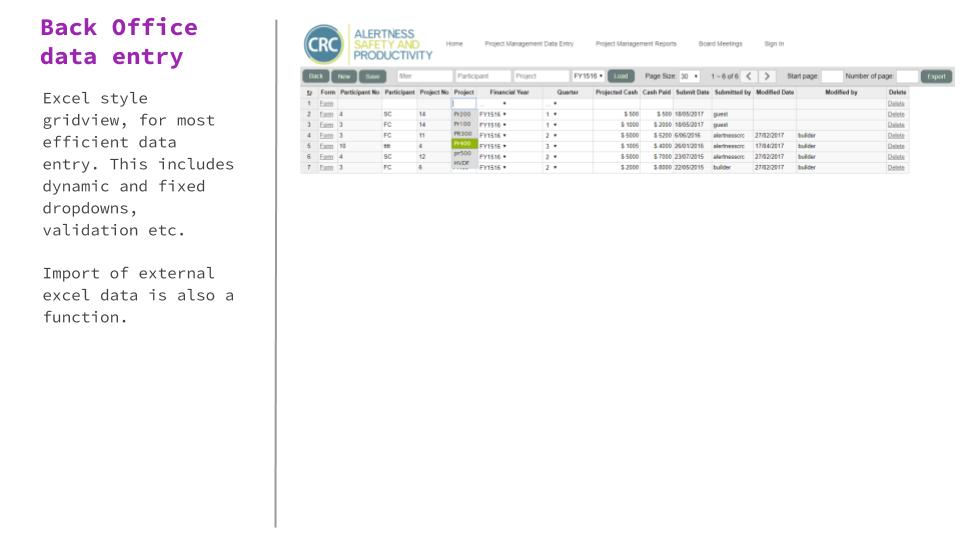 Back Office
data entry
Excel style
gridview, for most
efficient data
entry. This includes
dynamic and fixed
dropdowns,
validation etc.
Import of external
excel data is also a
function.
CRC
ALERTNESS
SAFETY AND
PRODUCTIVITY
Home Project Management Data Entry Project Management Reports Board Meetings Sign In
Back New Save filter Participant Project FY1516 Load Page Size: 30 1 – 6 of 6 Start page: Number of page: Export
Form Participant No Participant Project No Project Financial Year Quarter Projected Cash Cash Paid Submit Date Submitted by Modified Date Modified by Delete
1 Form Delete
2 Form 4 SC 14 Pr200 FY1516 1 $ 500 $ 500 18/05/2017 guest Delete
3 Form 3 FC 14 Pr100 FY1516 1 $ 1000 $ 2000 18/05/2017 guest Delete
4 Form 3 FC 11 PR300 FY1516 2 $ 5000 $ 5200 6/06/2016 alertnesscrc 27/02/2017 builder Delete
5 Form 10 4 Pr400 FY1516 3 $ 1005 $ 4000 26/01/2016 alertnesscrc 17/04/2017 builder Delete
6 Form 4 SC 12 pr500 FY1516 2 $ 5000 $ 7000 23/07/2015 alertnesscrc 27/02/2017 builder Delete
7 Form 3 FC 6 HVDF FY1516 2 $ 2000 $ 8000 22/05/2015 builder 27/02/2017 builder Delete